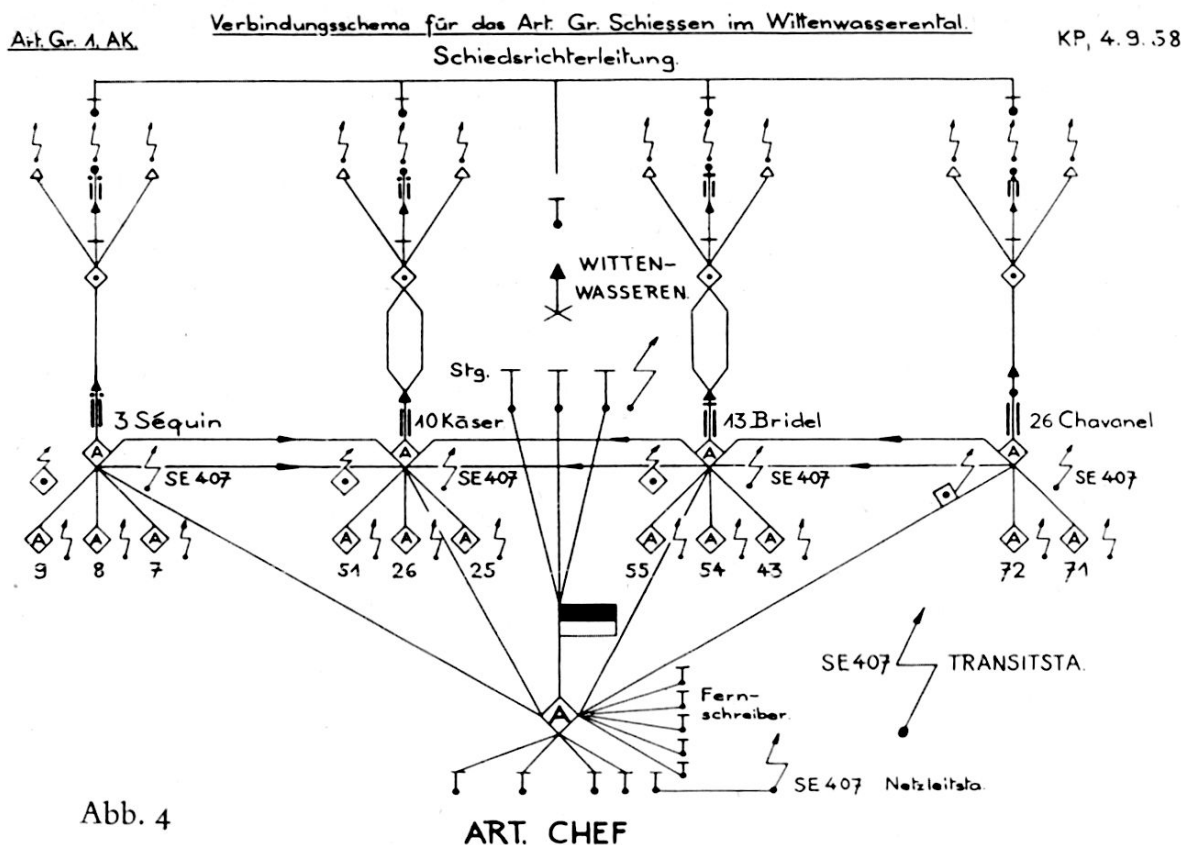 Verbindungsschema für das Art. Gr. Schiessen im Wittenwasserental.
Art. Gr. 1, AK.
Schiedsrichterleitung.
KP, 4. 9. 58
WITTEN-
WASSEREN.
Stg.
3 Séquin
10 Käser
13 Bridel
26 Chavanel
A
A
A
A
SE 407
SE 407
SE 407
SE 407
A
A
A
A
A
A
A
A
A
A
A
9
8
7
51
26
25
55
54
43
72
71
SE 407
TRANSITSTA.
A
Fern-
schreiber.
SE 407 Netzleitsta.
Abb. 4
ART. CHEF